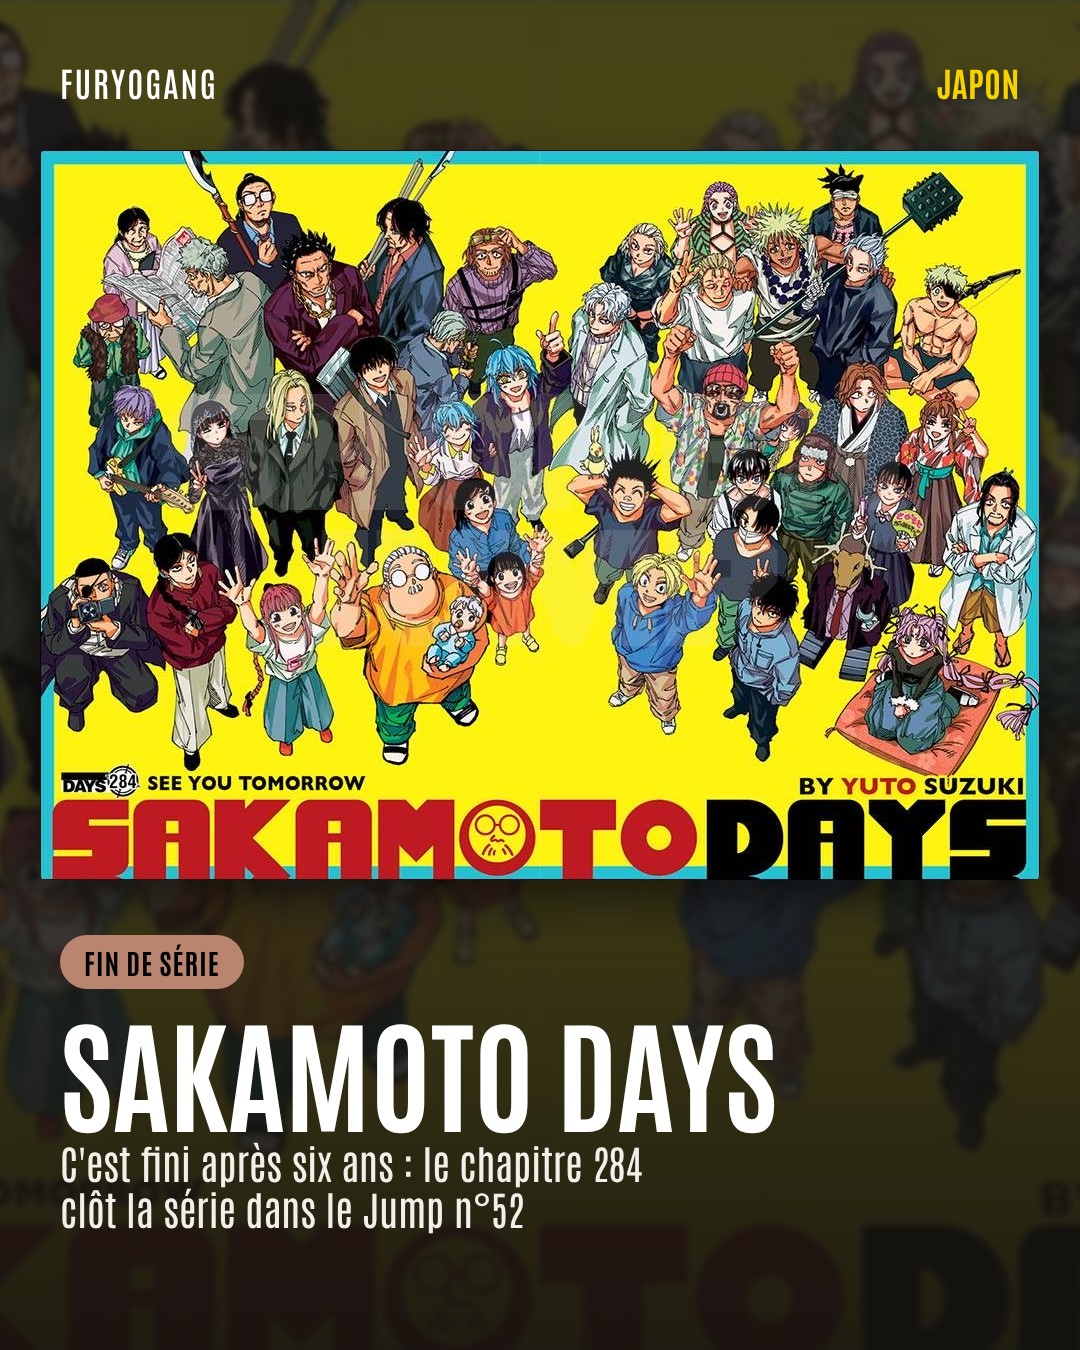 FURYOGANG
JAPON
DAYS 284 SEE YOU TOMORROW
BY YUTO SUZUKI
SAKAMOTO DAYS
FIN DE SÉRIE
SAKAMOTO DAYS
C'est fini après six ans : le chapitre 284
clôt la série dans le Jump n°52